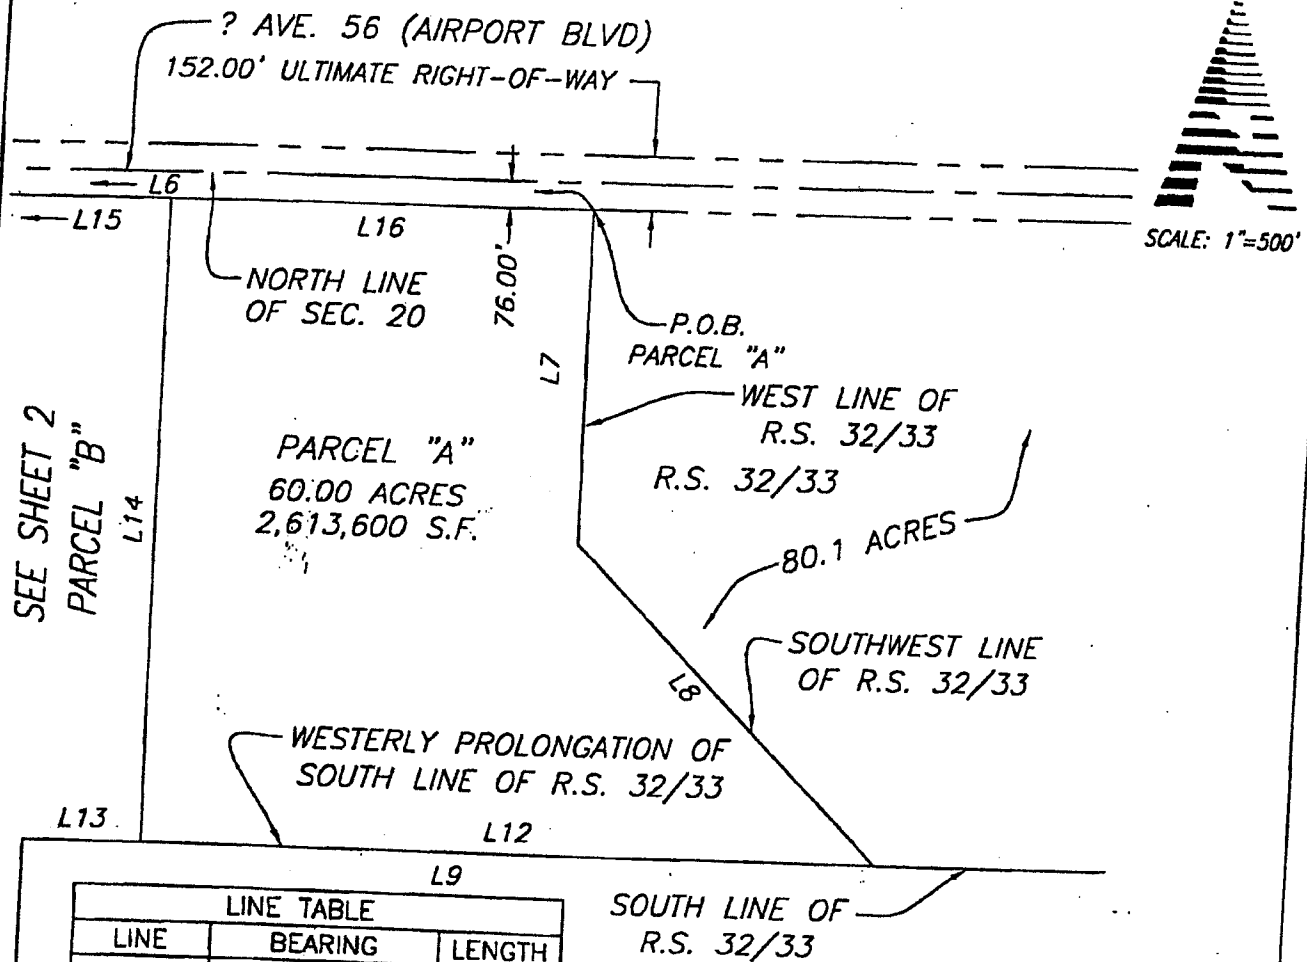 ? AVE. 56 (AIRPORT BLVD)
152.00' ULTIMATE RIGHT-OF-WAY
L6
L15
L16
SCALE: 1"=500'
NORTH LINE
OF SEC. 20
76.00'
P.O.B.
PARCEL "A"
L7
WEST LINE OF
R.S. 32/33
R.S. 32/33
SEE SHEET 2
PARCEL "B"
L14
PARCEL "A"
60.00 ACRES
2,613,600 S.F.
80.1 ACRES
SOUTHWEST LINE
OF R.S. 32/33
L8
WESTERLY PROLONGATION OF
SOUTH LINE OF R.S. 32/33
L13
L12
L9
LINE TABLE
LINE BEARING LENGTH
SOUTH LINE OF
R.S. 32/33